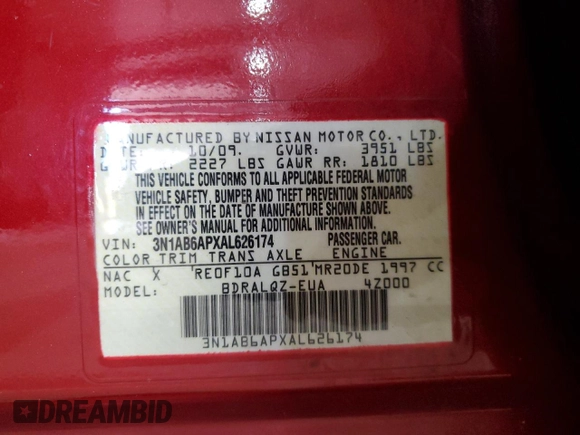 MANUFACTURED BY NISSAN MOTOR CO., LTD.
DATE: 10/09. GVWR: 3951 LBS
GAWR FR: 2227 LBS GAWR RR: 1810 LBS
THIS VEHICLE CONFORMS TO ALL APPLICABLE FEDERAL MOTOR
VEHICLE SAFETY, BUMPER AND THEFT PREVENTION STANDARDS
IN EFFECT ON THE DATE OF MANUFACTURE SHOWN ABOVE.
SEE OWNER'S MANUAL FOR ADDITIONAL INFORMATION.
VIN: 3N1AB6APXAL626174 PASSENGER CAR.
COLOR TRIM TRANS AXLE ENGINE
NAC X RE0F10A GB51 MR20DE 1997 CC
MODEL: BDRALQZ-EUA 4Z000
3N1AB6APXAL626174
DREAMBID